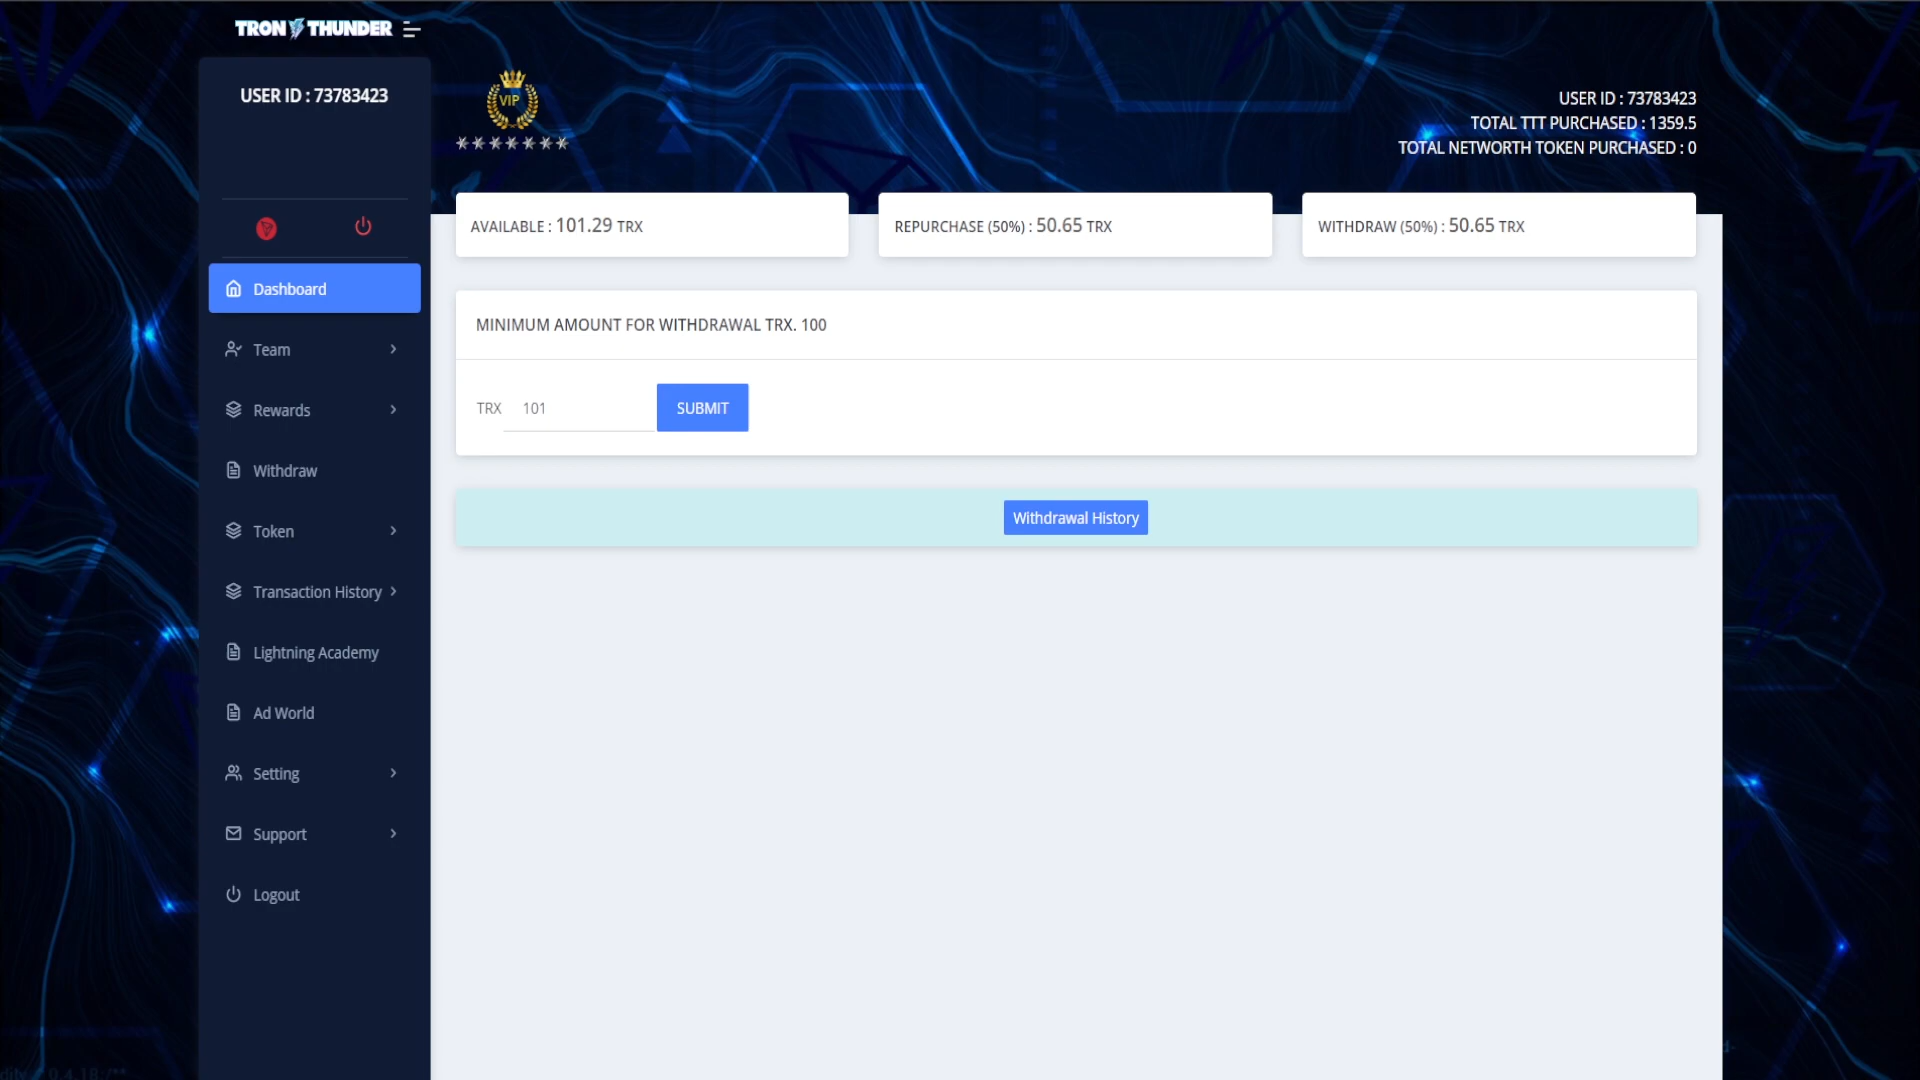 TRON THUNDER
USER ID : 73783423
VIP
USER ID : 73783423
TOTAL TTT PURCHASED : 1359.5
TOTAL NETWORTH TOKEN PURCHASED : 0
AVAILABLE : 101.29 TRX
REPURCHASE (50%) : 50.65 TRX
WITHDRAW (50%) : 50.65 TRX
MINIMUM AMOUNT FOR WITHDRAWAL TRX. 100
TRX 101 SUBMIT
Withdrawal History
Dashboard
Team
Rewards
Withdraw
Token
Transaction History
Lightning Academy
Ad World
Setting
Support
Logout